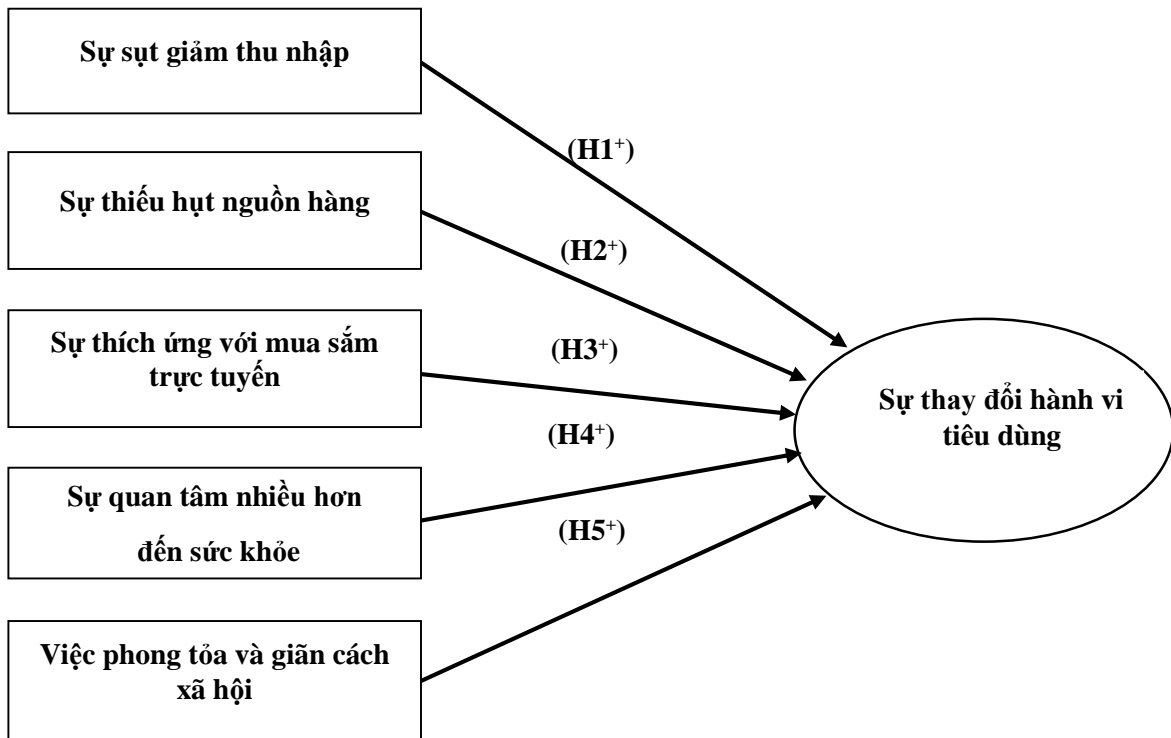 Sự sụt giảm thu nhập
(H1⁺)
Sự thiếu hụt nguồn hàng
(H2⁺)
Sự thích ứng với mua sắm
trực tuyến
(H3⁺)
Sự thay đổi hành vi
tiêu dùng
(H4⁺)
Sự quan tâm nhiều hơn
đến sức khỏe
(H5⁺)
Việc phong tỏa và giãn cách
xã hội